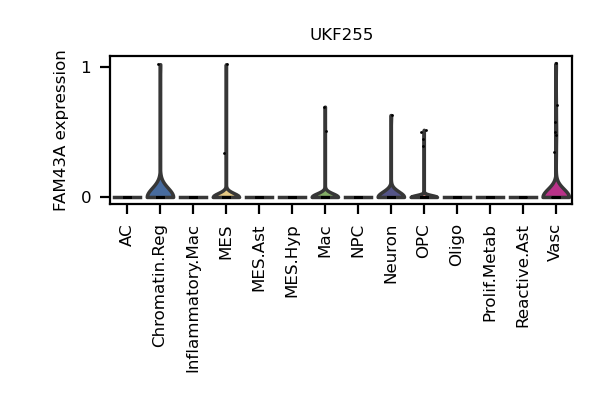 UKF255
FAM43A expression
1
0
AC
Chromatin.Reg
Inflammatory.Mac
MES
MES.Ast
MES.Hyp
Mac
NPC
Neuron
OPC
Oligo
Prolif.Metab
Reactive.Ast
Vasc